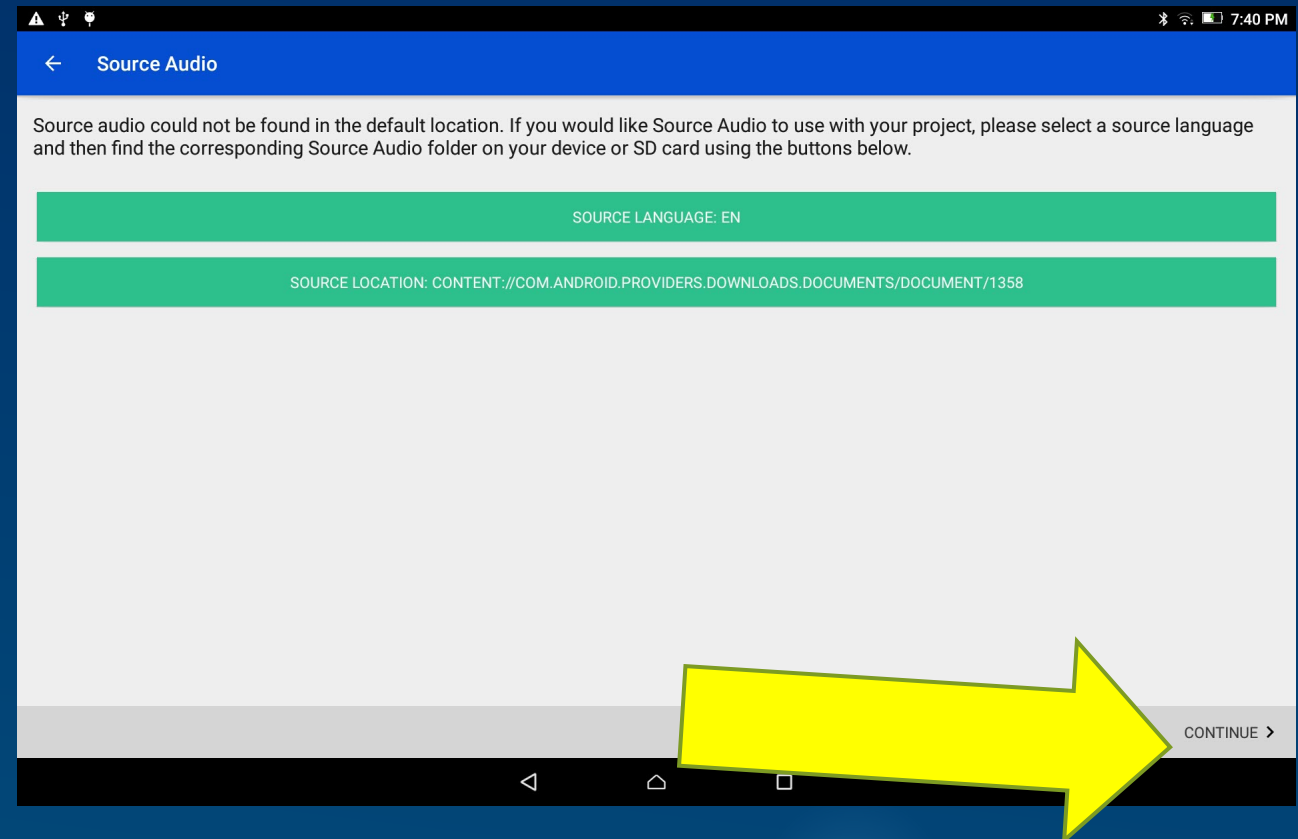 7:40 PM
Source Audio
Source audio could not be found in the default location. If you would like Source Audio to use with your project, please select a source language
and then find the corresponding Source Audio folder on your device or SD card using the buttons below.
SOURCE LANGUAGE: EN
SOURCE LOCATION: CONTENT://COM.ANDROID.PROVIDERS.DOWNLOADS.DOCUMENTS/DOCUMENT/1358
CONTINUE